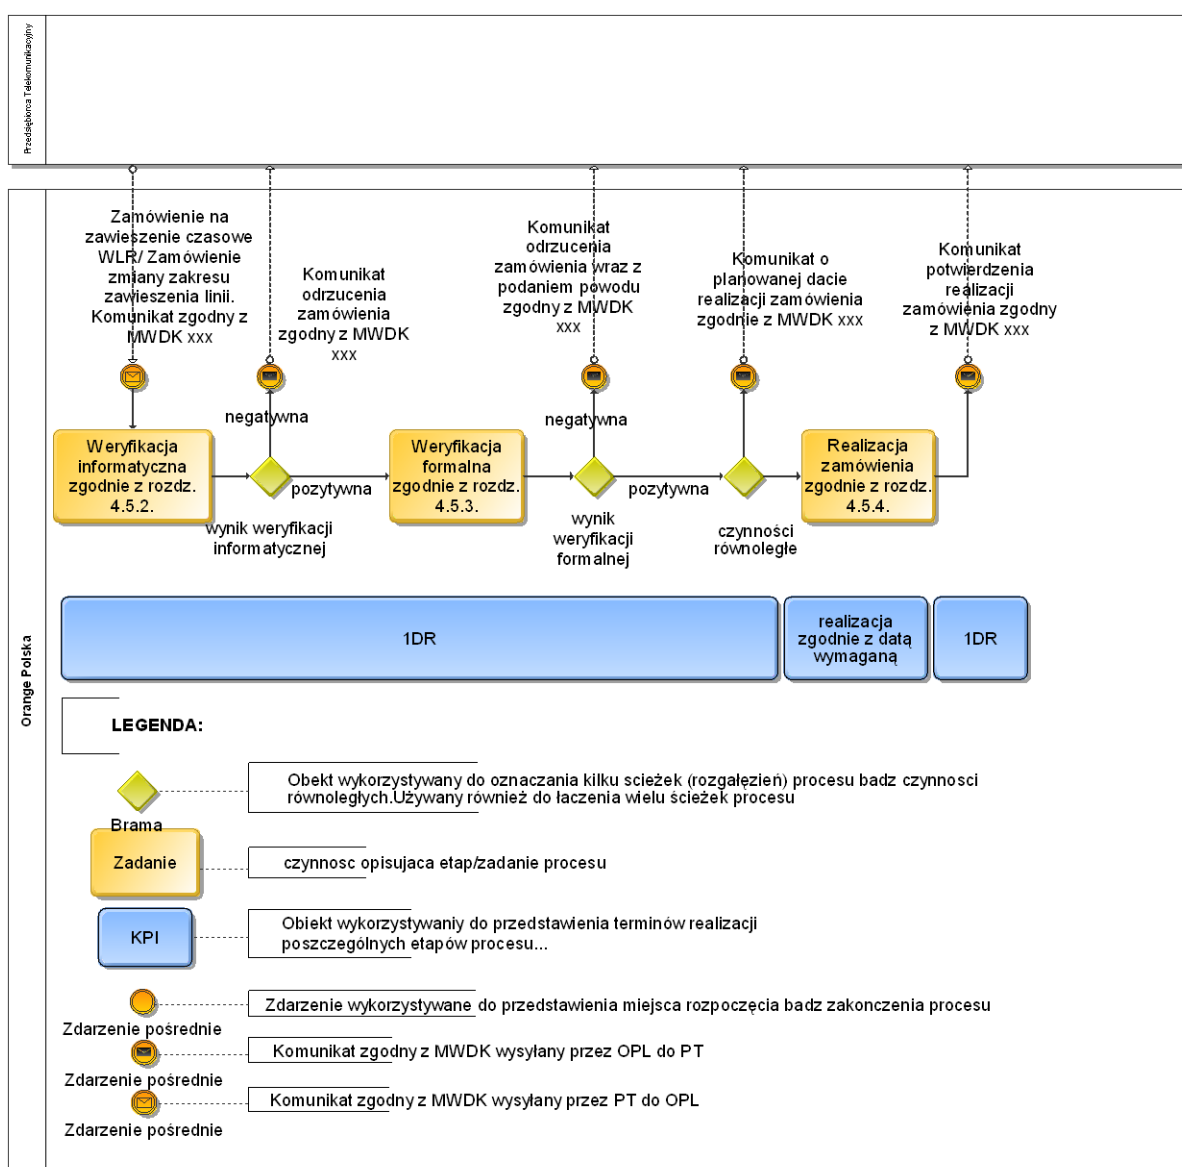 Przedsiębiorca Telekomunikacyjny
Orange Polska
Zamówienie na
zawieszenie czasowe
WLR/ Zamówienie
zmiany zakresu
zawieszenia linii.
Komunikat zgodny z
MWDK xxx
Komunikat
odrzucenia
zamówienia
zgodny z MWDK
xxx
Komunikat
odrzucenia
zamówienia wraz z
podaniem powodu
zgodny z MWDK
xxx
Komunikat o
planowanej dacie
realizacji zamówienia
zgodnie z MWDK xxx
Komunikat
potwierdzenia
realizacji
zamówienia zgodny
z MWDK xxx
negatywna
negatywna
Weryfikacja
informatyczna
zgodnie z rozdz.
4.5.2.
pozytywna
wynik weryfikacji
informatycznej
Weryfikacja
formalna
zgodnie z rozdz.
4.5.3.
pozytywna
wynik
weryfikacji
formalnej
czynności
równoległe
Realizacja
zamówienia
zgodnie z rozdz.
4.5.4.
1DR
realizacja
zgodnie z datą
wymaganą
1DR
LEGENDA:
Brama
Obekt wykorzystywany do oznaczania kilku scieżek (rozgałęzień) procesu badz czynnosci
równoległych.Używany również do łaczenia wielu ścieżek procesu
Zadanie
czynnosc opisujaca etap/zadanie procesu
KPI
Obiekt wykorzystywaniy do przedstawienia terminów realizacji
poszczególnych etapów procesu...
Zdarzenie pośrednie
Zdarzenie wykorzystywane do przedstawienia miejsca rozpoczęcia badz zakonczenia procesu
Zdarzenie pośrednie
Komunikat zgodny z MWDK wysyłany przez OPL do PT
Zdarzenie pośrednie
Komunikat zgodny z MWDK wysyłany przez PT do OPL